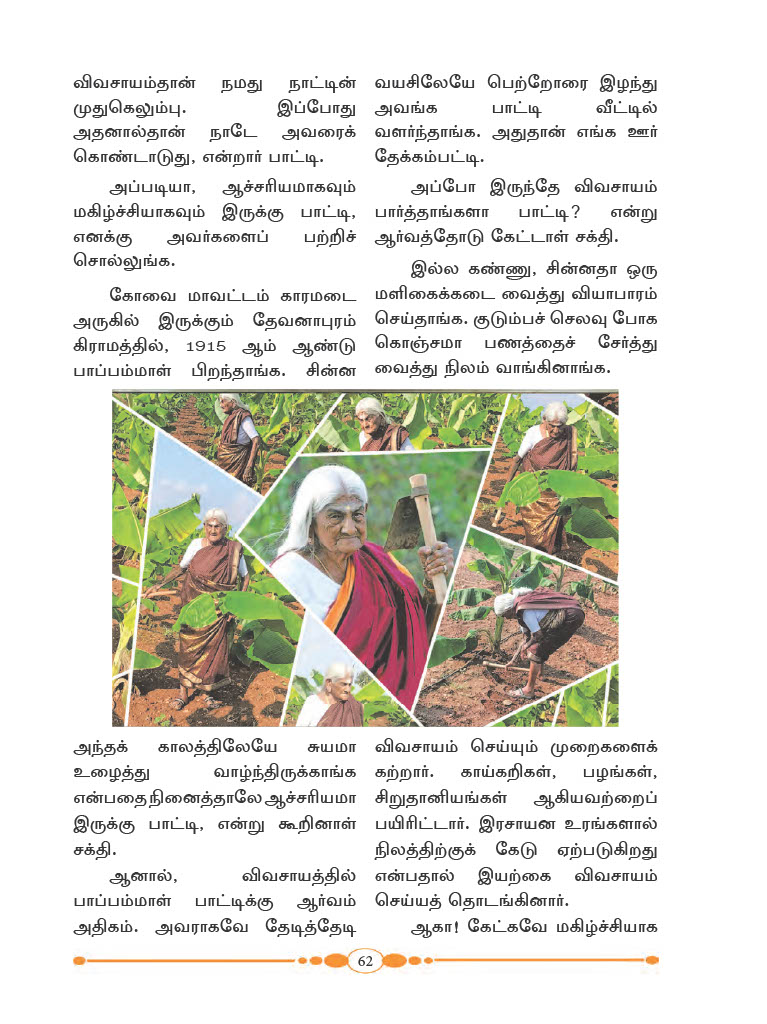 விவசாயம்தான் நமது நாட்டின்
முதுகெலும்பு. இப்போது
அதனால்தான் நாடே அவரைக்
கொண்டாடுது, என்றார் பாட்டி.
அப்படியா, ஆச்சரியமாகவும்
மகிழ்ச்சியாகவும் இருக்கு பாட்டி,
எனக்கு அவர்களைப் பற்றிச்
சொல்லுங்க.
கோவை மாவட்டம் காரமடை
அருகில் இருக்கும் தேவனாபுரம்
கிராமத்தில், 1915 ஆம் ஆண்டு
பாப்பம்மாள் பிறந்தாங்க. சின்ன
வயசிலேயே பெற்றோரை இழந்து
அவங்க பாட்டி வீட்டில்
வளர்ந்தாங்க. அதுதான் எங்க ஊர்
தேக்கம்பட்டி.
அப்போ இருந்தே விவசாயம்
பார்த்தாங்களா பாட்டி? என்று
ஆர்வத்தோடு கேட்டாள் சக்தி.
இல்ல கண்ணு, சின்னதா ஒரு
மளிகைக்கடை வைத்து வியாபாரம்
செய்தாங்க. குடும்பச் செலவு போக
கொஞ்சமா பணத்தைச் சேர்த்து
வைத்து நிலம் வாங்கினாங்க.
அந்தக் காலத்திலேயே சுயமா
உழைத்து வாழ்ந்திருக்காங்க
என்பதை நினைத்தாலே ஆச்சரியமா
இருக்கு பாட்டி, என்று கூறினாள்
சக்தி.
ஆனால், விவசாயத்தில்
பாப்பம்மாள் பாட்டிக்கு ஆர்வம்
அதிகம். அவராகவே தேடித்தேடி
விவசாயம் செய்யும் முறைகளைக்
கற்றார். காய்கறிகள், பழங்கள்,
சிறுதானியங்கள் ஆகியவற்றைப்
பயிரிட்டார். இரசாயன உரங்களால்
நிலத்திற்குக் கேடு ஏற்படுகிறது
என்பதால் இயற்கை விவசாயம்
செய்யத் தொடங்கினார்.
ஆகா! கேட்கவே மகிழ்ச்சியாக
62